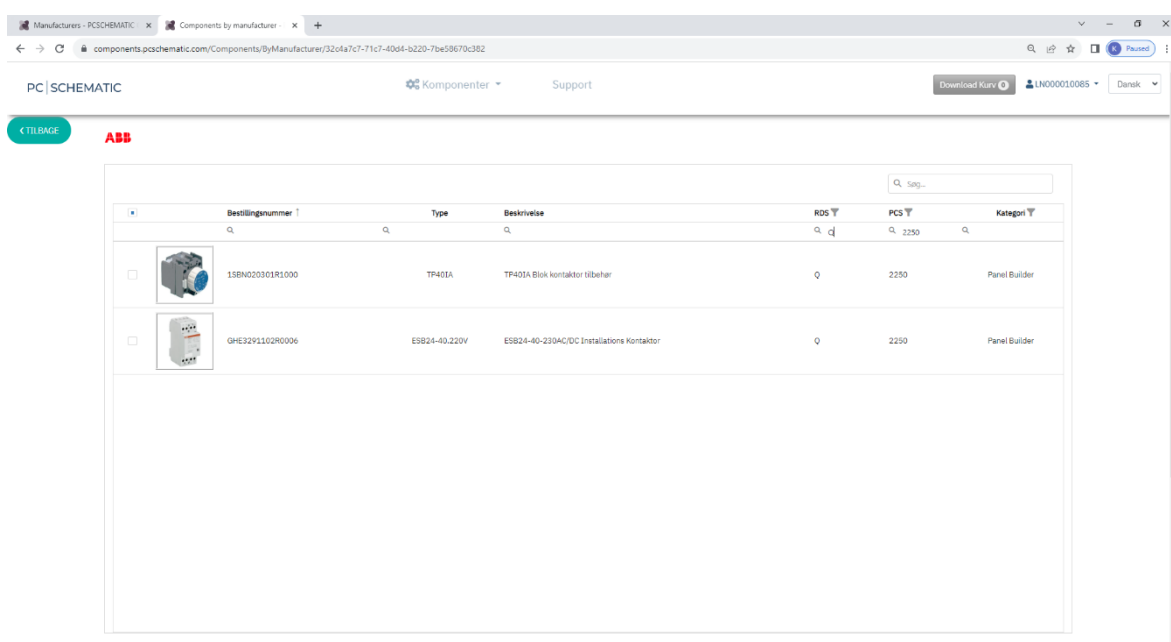 Manufacturers - PCSCHEMATIC
Components by manufacturer -
components.pcschematic.com/Components/ByManufacturer/32c4a7c7-71c7-40d4-b220-7be58670c382
K Paused
PC|SCHEMATIC
Komponenter
Support
Download Kurv 0
LN000010085
Dansk
TILBAGE
ABB
Søg...
Bestillingsnummer Type Beskrivelse RDS PCS Kategori
q 2250
1SBN020301R1000 TP40IA TP40IA Blok kontaktor tilbehør Q 2250 Panel Builder
GHE3291102R0006 ESB24-40.220V ESB24-40-230AC/DC Installations Kontaktor Q 2250 Panel Builder